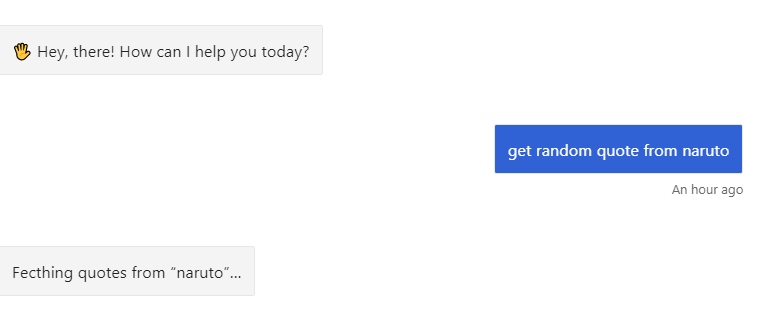 👋 Hey, there! How can I help you today?
get random quote from naruto
An hour ago
Fecthing quotes from “naruto”...